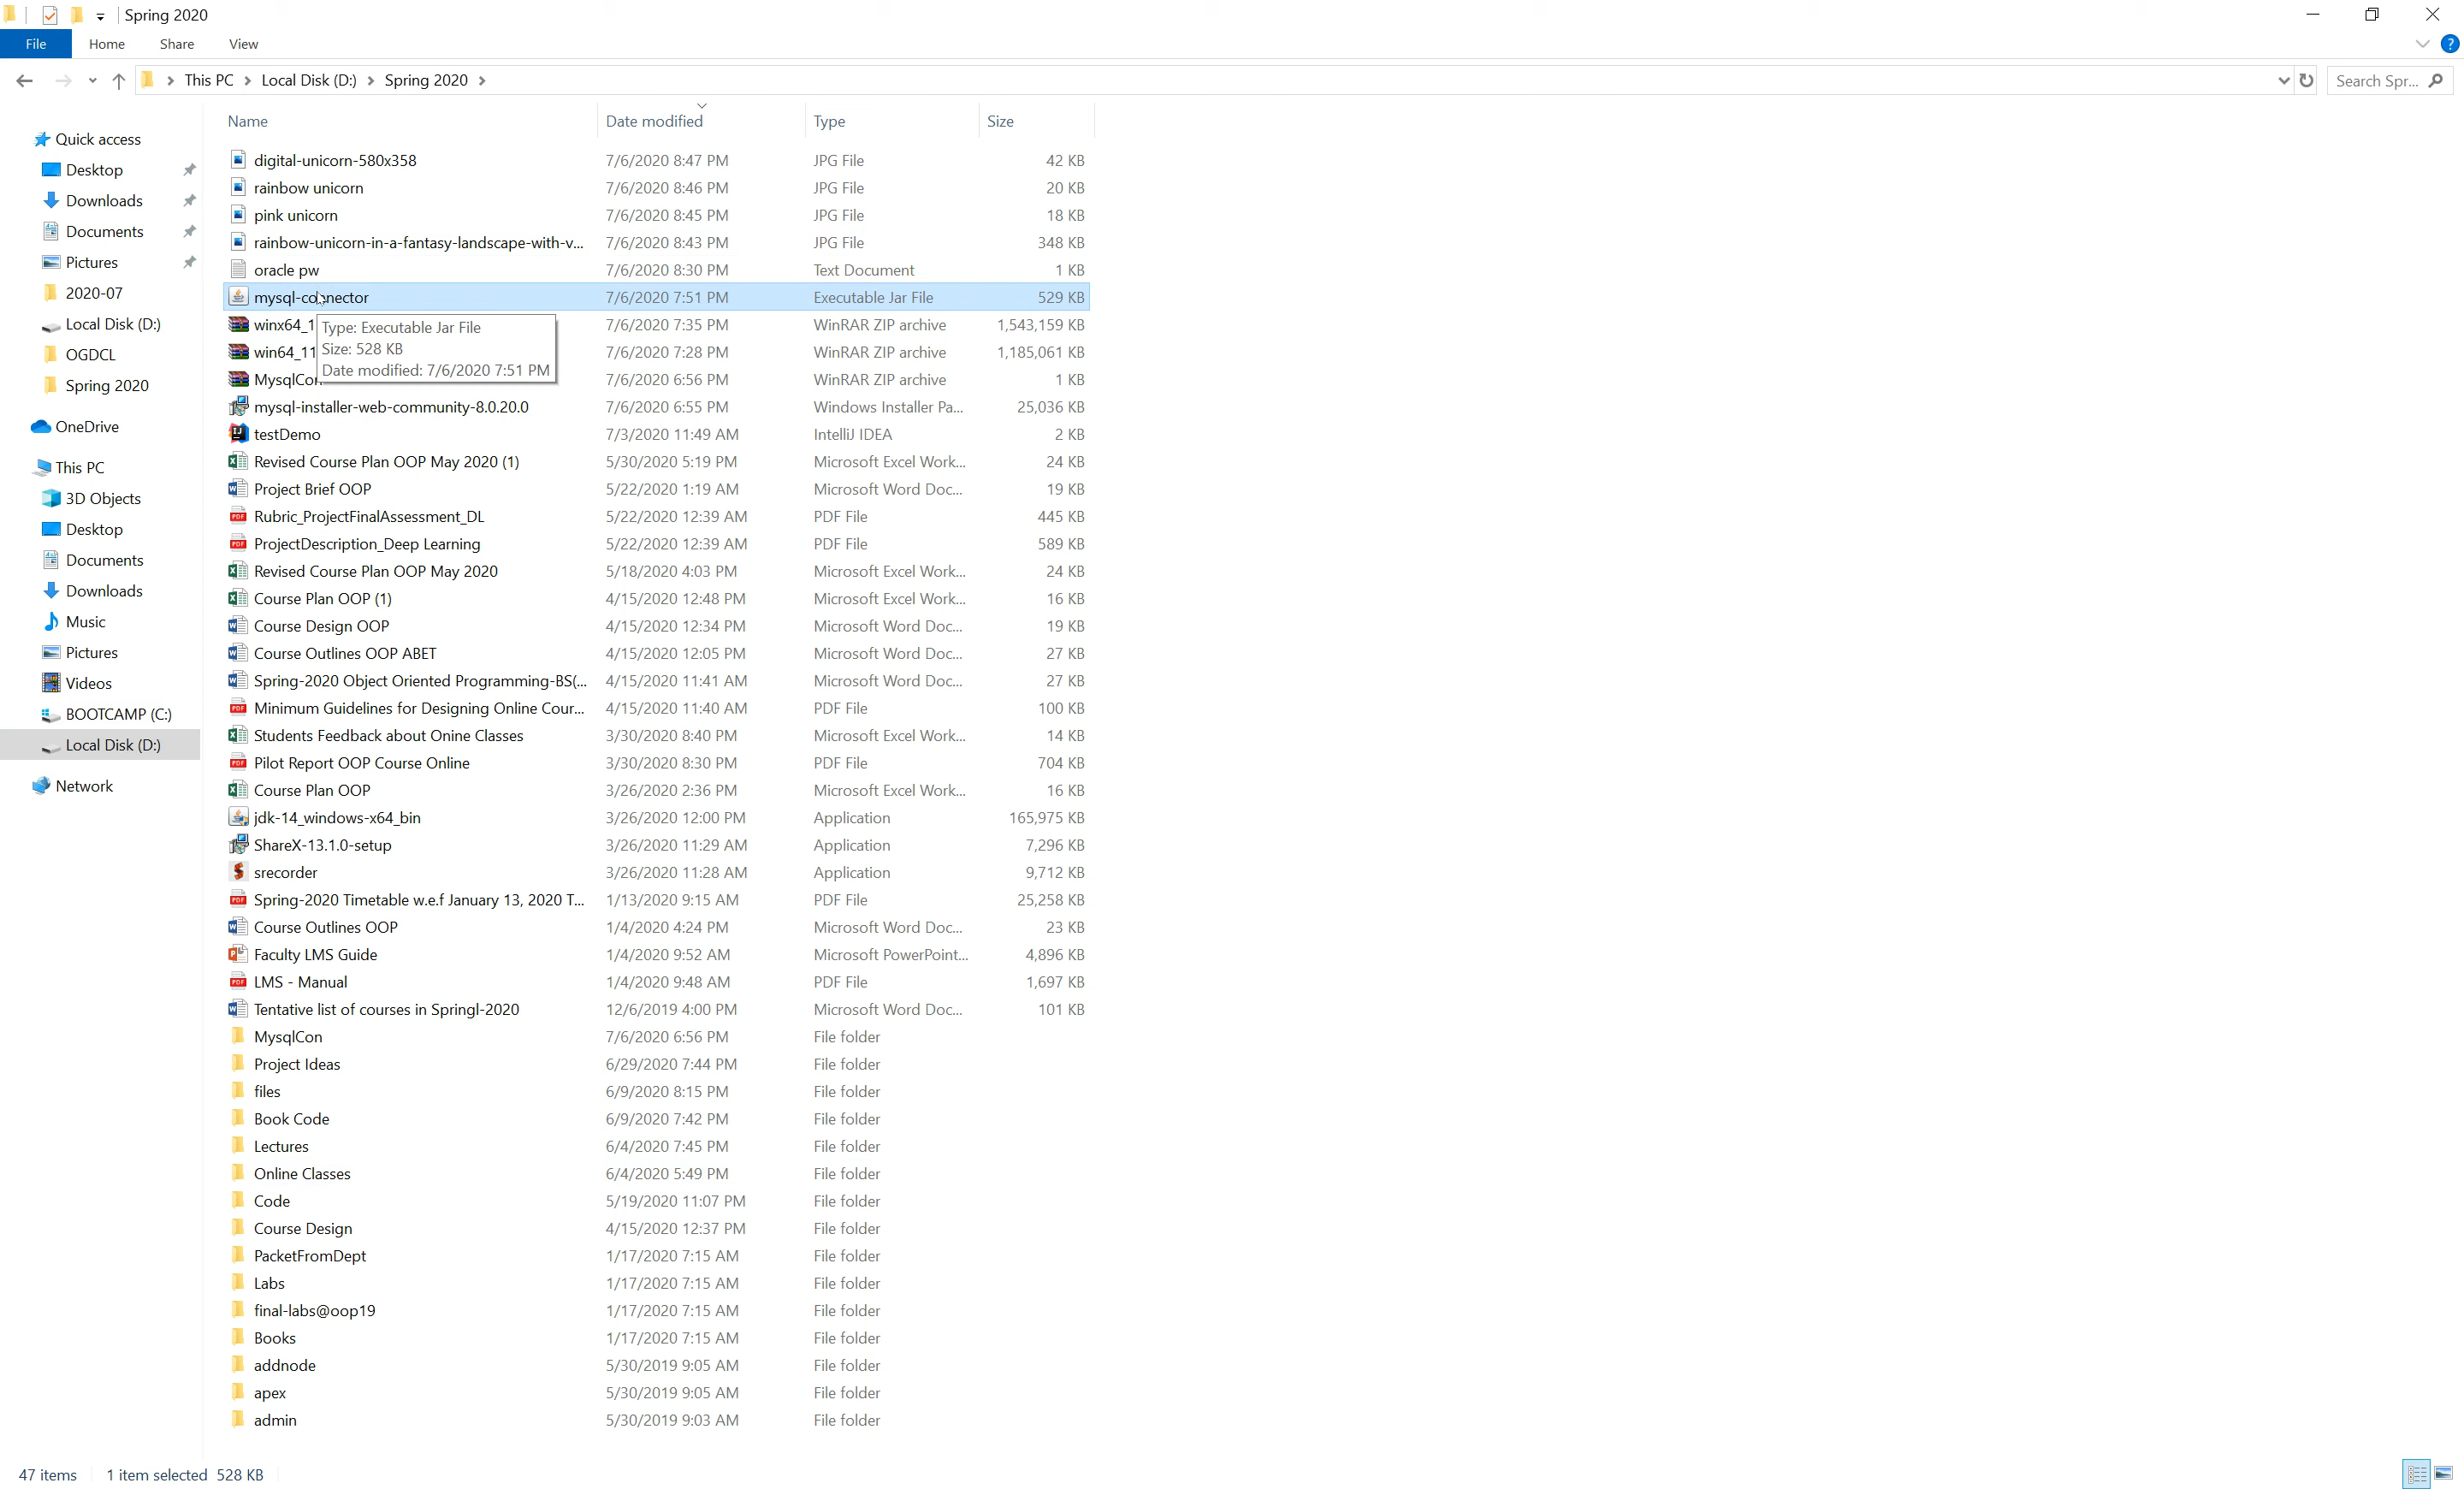 Spring 2020
File Home Share View
This PC Local Disk (D:) Spring 2020 Search Spr...
Name Date modified Type Size
Quick access
Desktop
Downloads
Documents
Pictures
2020-07
Local Disk (D:)
OGDCL
Spring 2020
OneDrive
This PC
3D Objects
Desktop
Documents
Downloads
Music
Pictures
Videos
BOOTCAMP (C:)
Local Disk (D:)
Network
digital-unicorn-580x358 7/6/2020 8:47 PM JPG File 42 KB
rainbow unicorn 7/6/2020 8:46 PM JPG File 20 KB
pink unicorn 7/6/2020 8:45 PM JPG File 18 KB
rainbow-unicorn-in-a-fantasy-landscape-with-v... 7/6/2020 8:43 PM JPG File 348 KB
oracle pw 7/6/2020 8:30 PM Text Document 1 KB
mysql-connector 7/6/2020 7:51 PM Executable Jar File 529 KB
winx64_1 7/6/2020 7:35 PM WinRAR ZIP archive 1,543,159 KB
win64_11 7/6/2020 7:28 PM WinRAR ZIP archive 1,185,061 KB
MysqlCon 7/6/2020 6:56 PM WinRAR ZIP archive 1 KB
Type: Executable Jar File
Size: 528 KB
Date modified: 7/6/2020 7:51 PM
mysql-installer-web-community-8.0.20.0 7/6/2020 6:55 PM Windows Installer Pa... 25,036 KB
testDemo 7/3/2020 11:49 AM IntelliJ IDEA 2 KB
Revised Course Plan OOP May 2020 (1) 5/30/2020 5:19 PM Microsoft Excel Work... 24 KB
Project Brief OOP 5/22/2020 1:19 AM Microsoft Word Doc... 19 KB
Rubric_ProjectFinalAssessment_DL 5/22/2020 12:39 AM PDF File 445 KB
ProjectDescription_Deep Learning 5/22/2020 12:39 AM PDF File 589 KB
Revised Course Plan OOP May 2020 5/18/2020 4:03 PM Microsoft Excel Work... 24 KB
Course Plan OOP (1) 4/15/2020 12:48 PM Microsoft Excel Work... 16 KB
Course Design OOP 4/15/2020 12:34 PM Microsoft Word Doc... 19 KB
Course Outlines OOP ABET 4/15/2020 12:05 PM Microsoft Word Doc... 27 KB
Spring-2020 Object Oriented Programming-BS(... 4/15/2020 11:41 AM Microsoft Word Doc... 27 KB
Minimum Guidelines for Designing Online Cour... 4/15/2020 11:40 AM PDF File 100 KB
Students Feedback about Onine Classes 3/30/2020 8:40 PM Microsoft Excel Work... 14 KB
Pilot Report OOP Course Online 3/30/2020 8:30 PM PDF File 704 KB
Course Plan OOP 3/26/2020 2:36 PM Microsoft Excel Work... 16 KB
jdk-14_windows-x64_bin 3/26/2020 12:00 PM Application 165,975 KB
ShareX-13.1.0-setup 3/26/2020 11:29 AM Application 7,296 KB
srecorder 3/26/2020 11:28 AM Application 9,712 KB
Spring-2020 Timetable w.e.f January 13, 2020 T... 1/13/2020 9:15 AM PDF File 25,258 KB
Course Outlines OOP 1/4/2020 4:24 PM Microsoft Word Doc... 23 KB
Faculty LMS Guide 1/4/2020 9:52 AM Microsoft PowerPoint... 4,896 KB
LMS - Manual 1/4/2020 9:48 AM PDF File 1,697 KB
Tentative list of courses in Springl-2020 12/6/2019 4:00 PM Microsoft Word Doc... 101 KB
MysqlCon 7/6/2020 6:56 PM File folder
Project Ideas 6/29/2020 7:44 PM File folder
files 6/9/2020 8:15 PM File folder
Book Code 6/9/2020 7:42 PM File folder
Lectures 6/4/2020 7:45 PM File folder
Online Classes 6/4/2020 5:49 PM File folder
Code 5/19/2020 11:07 PM File folder
Course Design 4/15/2020 12:37 PM File folder
PacketFromDept 1/17/2020 7:15 AM File folder
Labs 1/17/2020 7:15 AM File folder
final-labs@oop19 1/17/2020 7:15 AM File folder
Books 1/17/2020 7:15 AM File folder
addnode 5/30/2019 9:05 AM File folder
apex 5/30/2019 9:05 AM File folder
admin 5/30/2019 9:03 AM File folder
47 items 1 item selected 528 KB